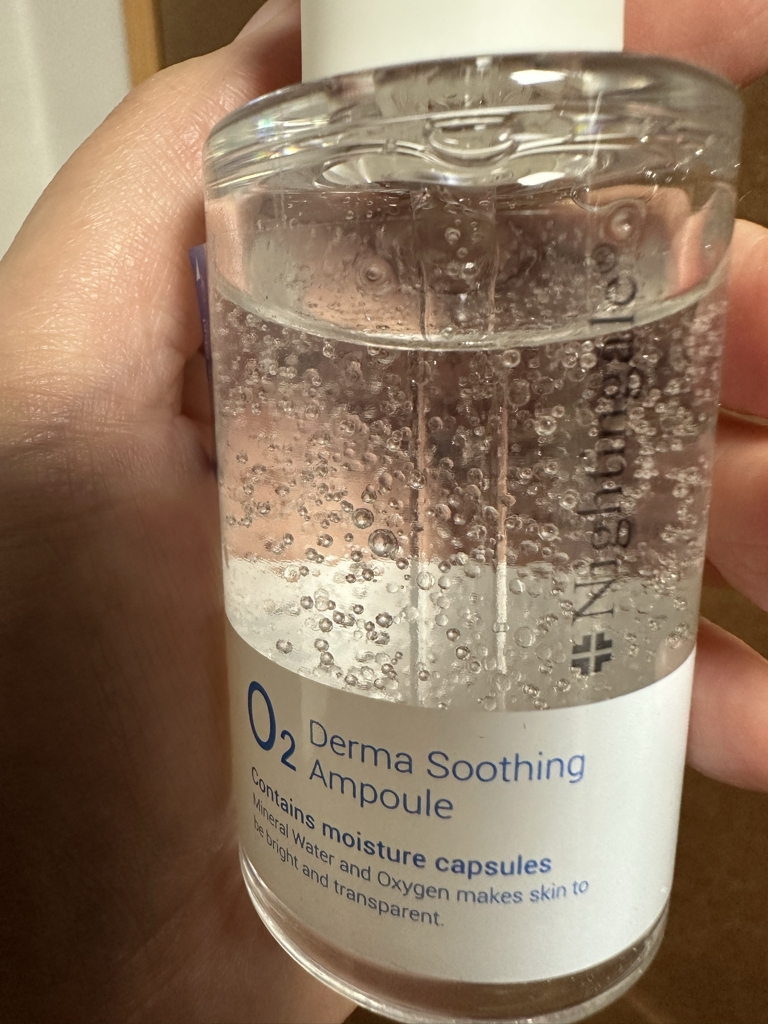 Nightingale®
O2 Derma Soothing
Ampoule
Contains moisture capsules
Mineral Water and Oxygen makes skin to
be bright and transparent.